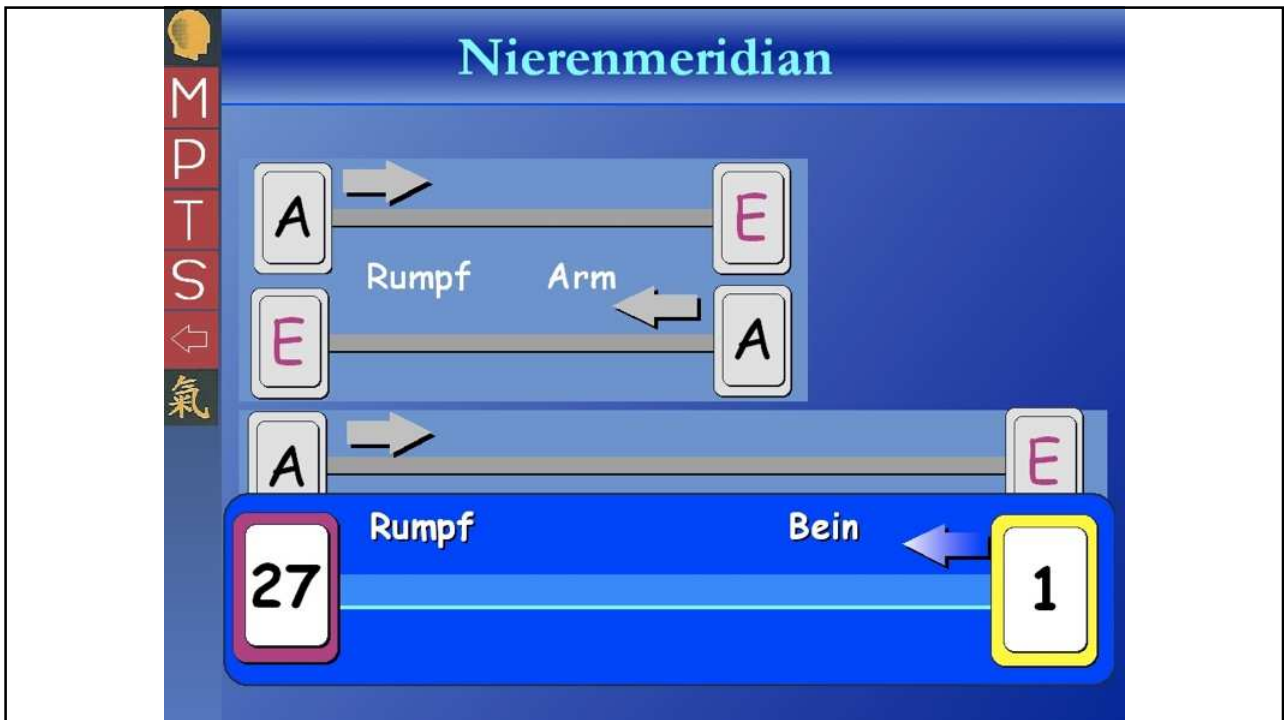 Nierenmeridian
M
P
T
S
氣
A
E
Rumpf Arm
E
A
A
E
Rumpf Bein
27
1